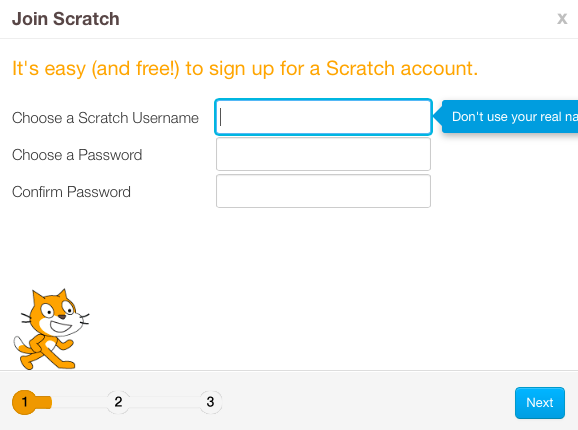 Join Scratch
x
It's easy (and free!) to sign up for a Scratch account.
Choose a Scratch Username
Don't use your real na
Choose a Password
Confirm Password
1
2
3
Next